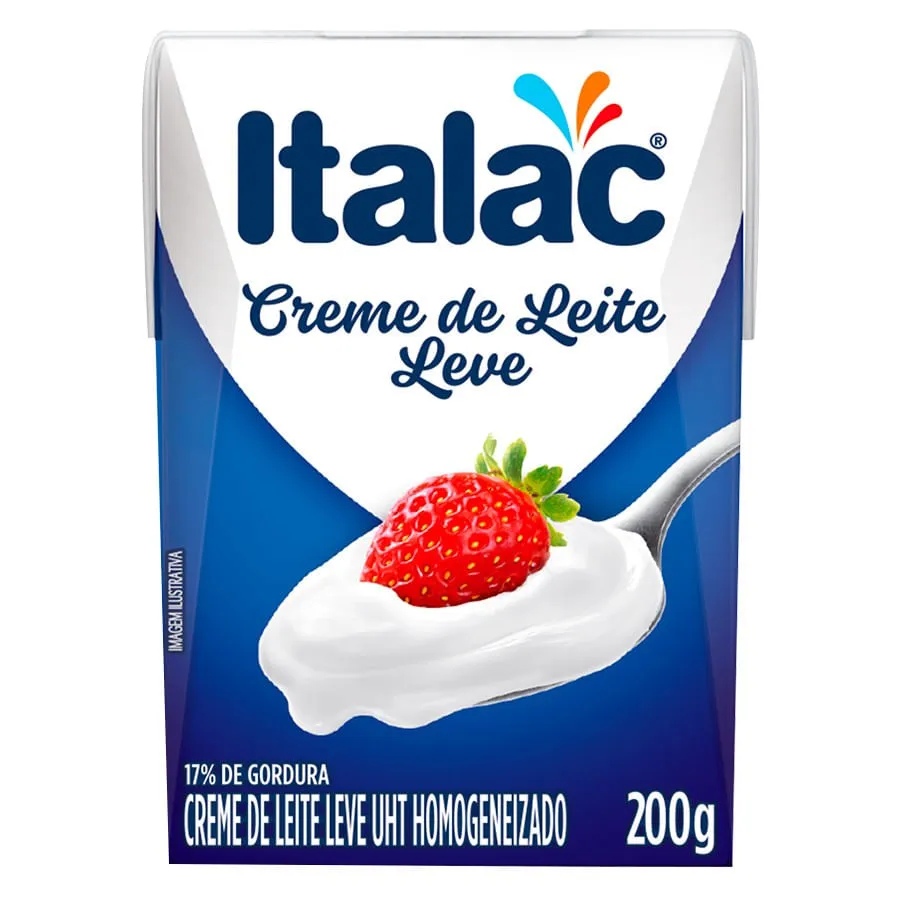 Italac®
Creme de Leite
Leve
IMAGEM ILUSTRATIVA
17% DE GORDURA
CREME DE LEITE LEVE UHT HOMOGENEIZADO
200g